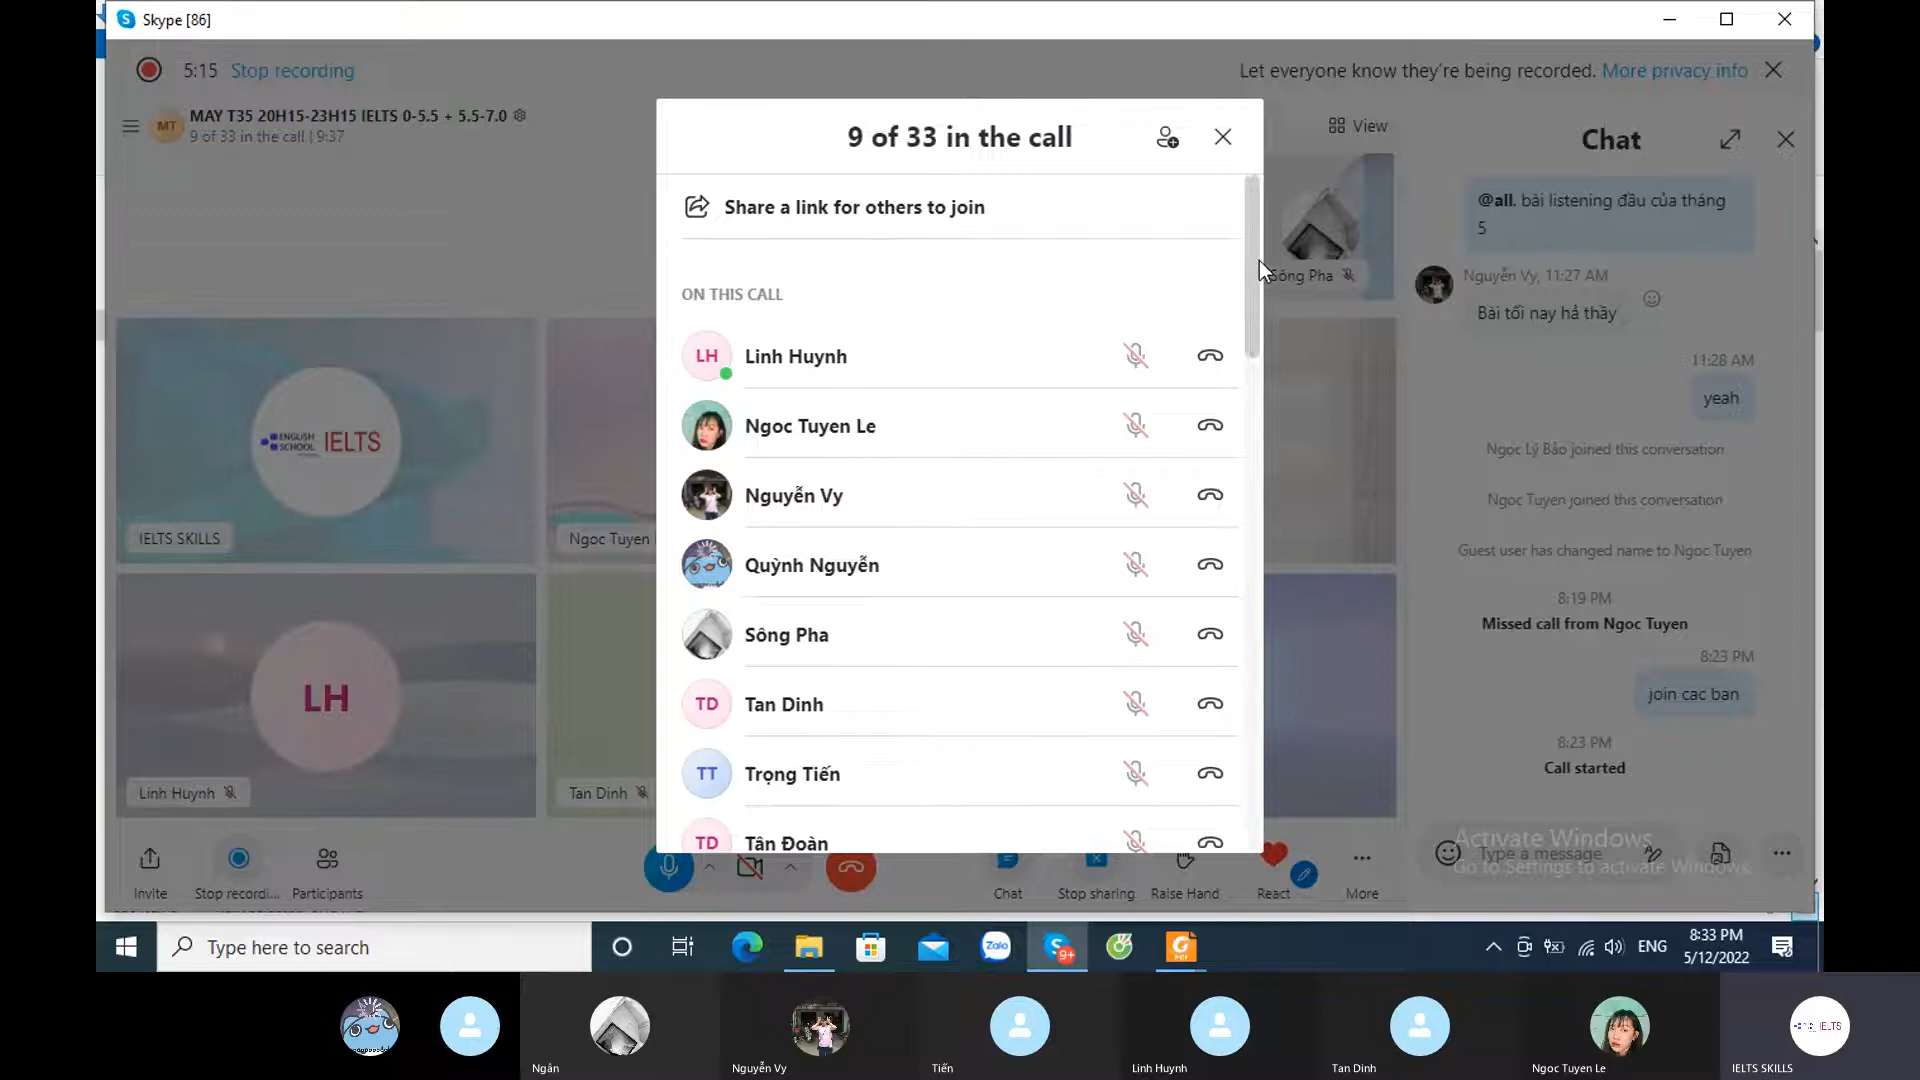 Skype [86]
5:15 Stop recording
Let everyone know they're being recorded. More privacy info
MT
MAY T35 20H15-23H15 IELTS 0-5.5 + 5.5-7.0
9 of 33 in the call | 9:37
View
9 of 33 in the call
Share a link for others to join
ON THIS CALL
LH Linh Huynh
Ngoc Tuyen Le
Nguyễn Vy
Quỳnh Nguyễn
Sông Pha
TD Tan Dinh
TT Trọng Tiến
TD Tân Đoàn
Sông Pha
ENGLISH SCHOOL IELTS
IELTS SKILLS
Ngoc Tuyen
LH
Linh Huynh
Tan Dinh
Chat
@all. bài listening đầu của tháng
5
Nguyễn Vy, 11:27 AM
Bài tối nay hả thầy
11:28 AM
yeah
Ngoc Lý Bảo joined this conversation
Ngoc Tuyen joined this conversation
Guest user has changed name to Ngoc Tuyen
8:19 PM
Missed call from Ngoc Tuyen
8:23 PM
join cac ban
8:23 PM
Call started
Type a message
Activate Windows
Go to Settings to activate Windows.
Invite
Stop recordi...
Participants
Chat
Stop sharing
Raise Hand
React
More
Type here to search
Zalo
9+
ENG
8:33 PM
5/12/2022
Ngân
Nguyễn Vy
Tiến
Linh Huynh
Tan Dinh
Ngoc Tuyen Le
IELTS
IELTS SKILLS